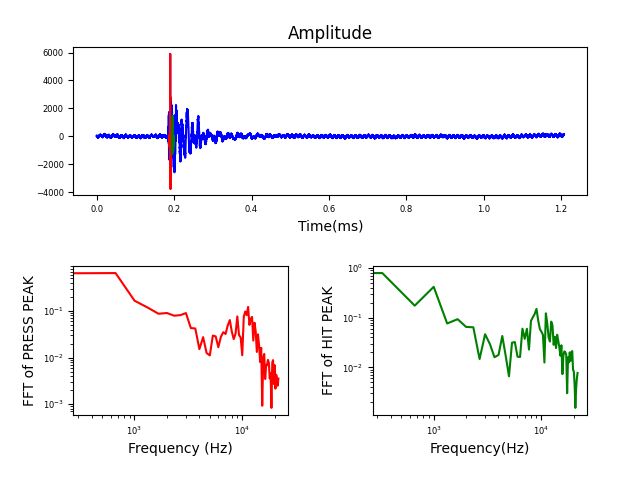 Amplitude
6000
4000
2000
0
−2000
−4000
0.0 0.2 0.4 0.6 0.8 1.0 1.2
Time(ms)
FFT of PRESS PEAK
10⁻¹
10⁻²
10⁻³
10³ 10⁴
Frequency (Hz)
FFT of HIT PEAK
10⁰
10⁻¹
10⁻²
10³ 10⁴
Frequency(Hz)